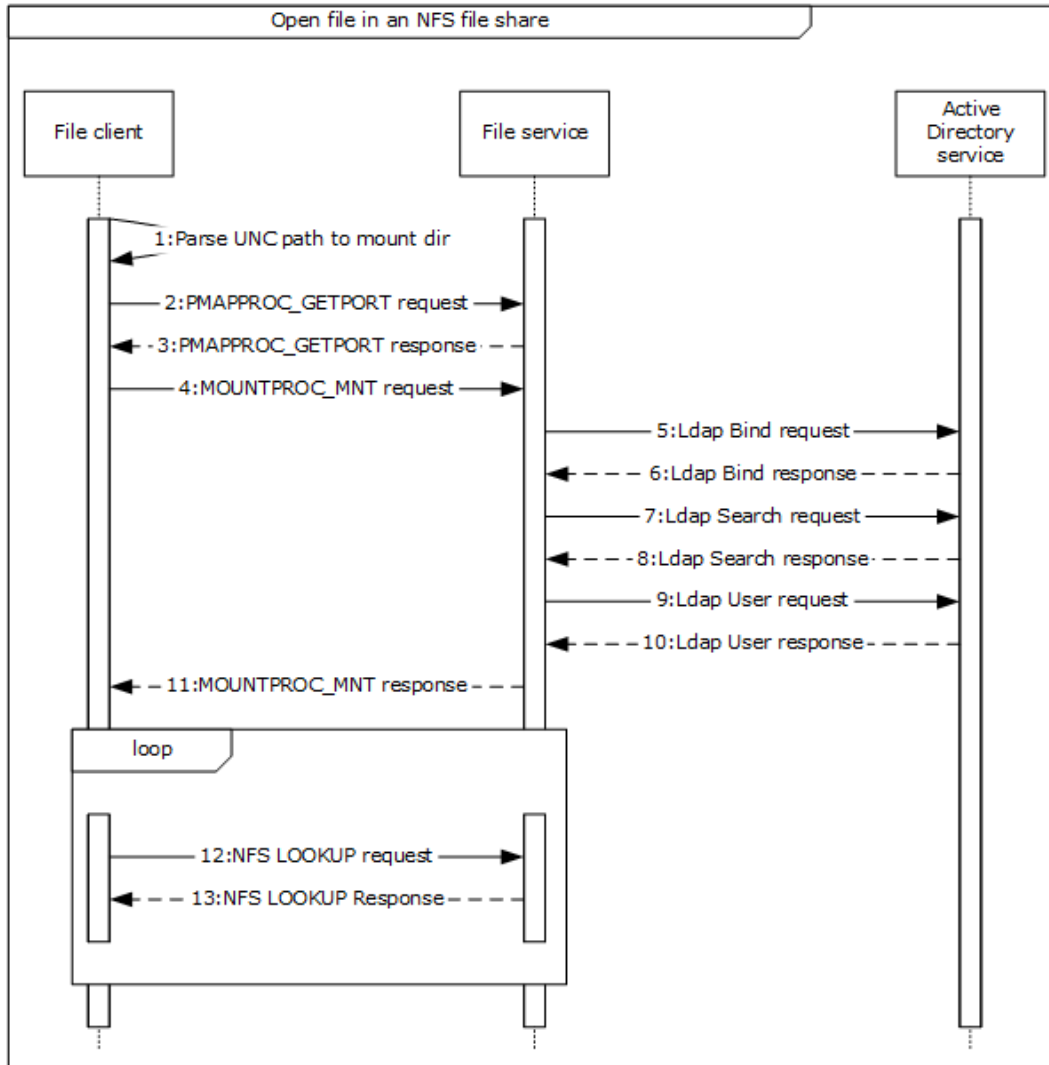 Open file in an NFS file share
File client
File service
Active
Directory
service
1:Parse UNC path to mount dir
2:PMAPPROC_GETPORT request
3:PMAPPROC_GETPORT response
4:MOUNTPROC_MNT request
5:Ldap Bind request
6:Ldap Bind response
7:Ldap Search request
8:Ldap Search response
9:Ldap User request
10:Ldap User response
11:MOUNTPROC_MNT response
loop
12:NFS LOOKUP request
13:NFS LOOKUP Response